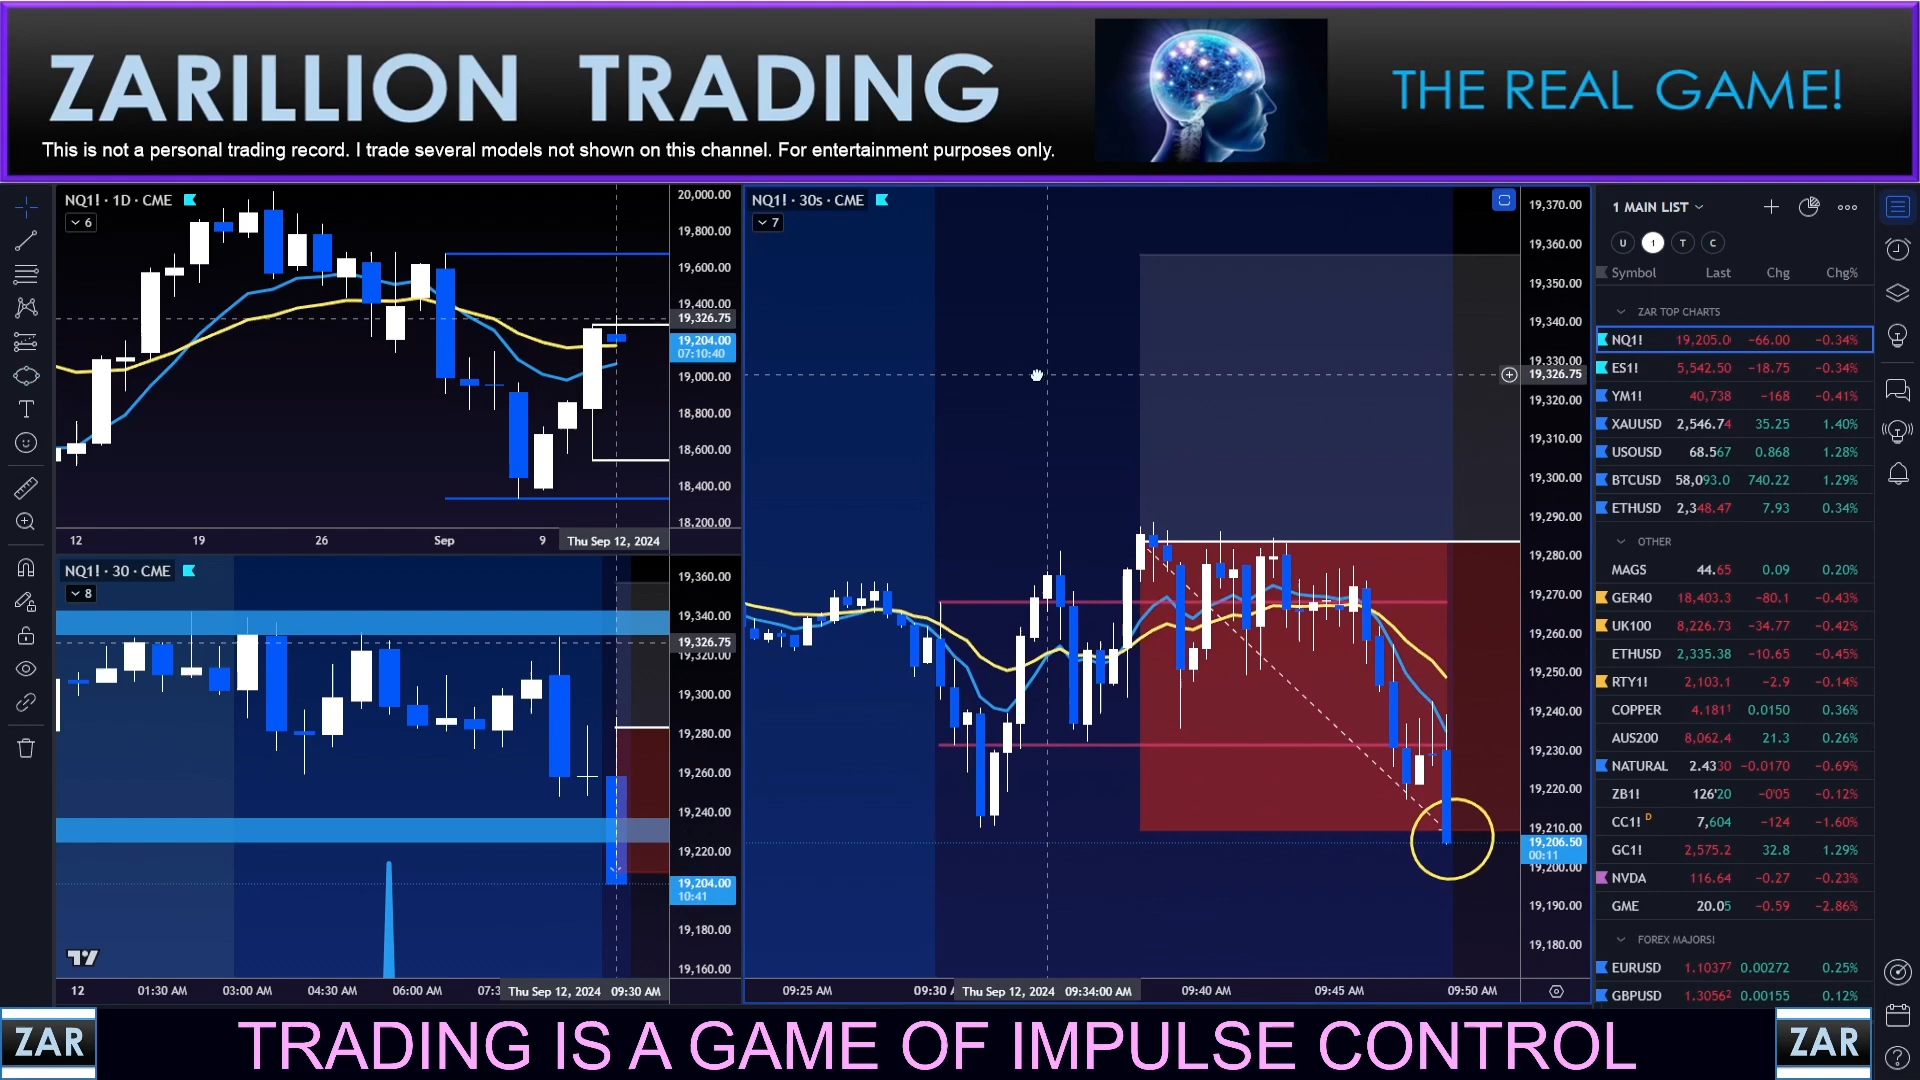 ZARILLION TRADING
THE REAL GAME!
This is not a personal trading record. I trade several models not shown on this channel. For entertainment purposes only.
NQ1! · 1D · CME
6
20,000.00
19,800.00
19,600.00
19,400.00
19,326.75
19,204.00
07:10:40
19,000.00
18,800.00
18,600.00
18,400.00
18,200.00
12 19 26 Sep 9 Thu Sep 12, 2024
NQ1! · 30 · CME
8
19,360.00
19,340.00
19,326.75
19,320.00
19,300.00
19,280.00
19,260.00
19,240.00
19,220.00
19,204.00
10:41
19,180.00
19,160.00
12 01:30 AM 03:00 AM 04:30 AM 06:00 AM 07:3 Thu Sep 12, 2024 09:30 AM
NQ1! · 30s · CME
7
19,370.00
19,360.00
19,350.00
19,340.00
19,330.00
19,326.75
19,320.00
19,310.00
19,300.00
19,290.00
19,280.00
19,270.00
19,260.00
19,250.00
19,240.00
19,230.00
19,220.00
19,210.00
19,206.50
00:11
19,200.00
19,190.00
19,180.00
09:25 AM 09:30 Thu Sep 12, 2024 09:34:00 AM 09:40 AM 09:45 AM 09:50 AM
1 MAIN LIST
U 1 T C
Symbol Last Chg Chg%
ZAR TOP CHARTS
NQ1! 19,205.0 −66.00 −0.34%
ES1! 5,542.50 −18.75 −0.34%
YM1! 40,738 −168 −0.41%
XAUUSD 2,546.74 35.25 1.40%
USOUSD 68.567 0.868 1.28%
BTCUSD 58,093.0 740.22 1.29%
ETHUSD 2,348.47 7.93 0.34%
OTHER
MAGS 44.65 0.09 0.20%
GER40 18,403.3 −80.1 −0.43%
UK100 8,226.73 −34.77 −0.42%
ETHUSD 2,335.38 −10.65 −0.45%
RTY1! 2,103.1 −2.9 −0.14%
COPPER 4.181¹ 0.0150 0.36%
AUS200 8,062.4 21.3 0.26%
NATURAL 2.4330 −0.0170 −0.69%
ZB1! 126'20 −0'05 −0.12%
CC1! D 7,604 −124 −1.60%
GC1! 2,575.2 32.8 1.29%
NVDA 116.64 −0.27 −0.23%
GME 20.05 −0.59 −2.86%
FOREX MAJORS!
EURUSD 1.1037⁷ 0.00272 0.25%
GBPUSD 1.3056² 0.00155 0.12%
ZAR
TRADING IS A GAME OF IMPULSE CONTROL
ZAR